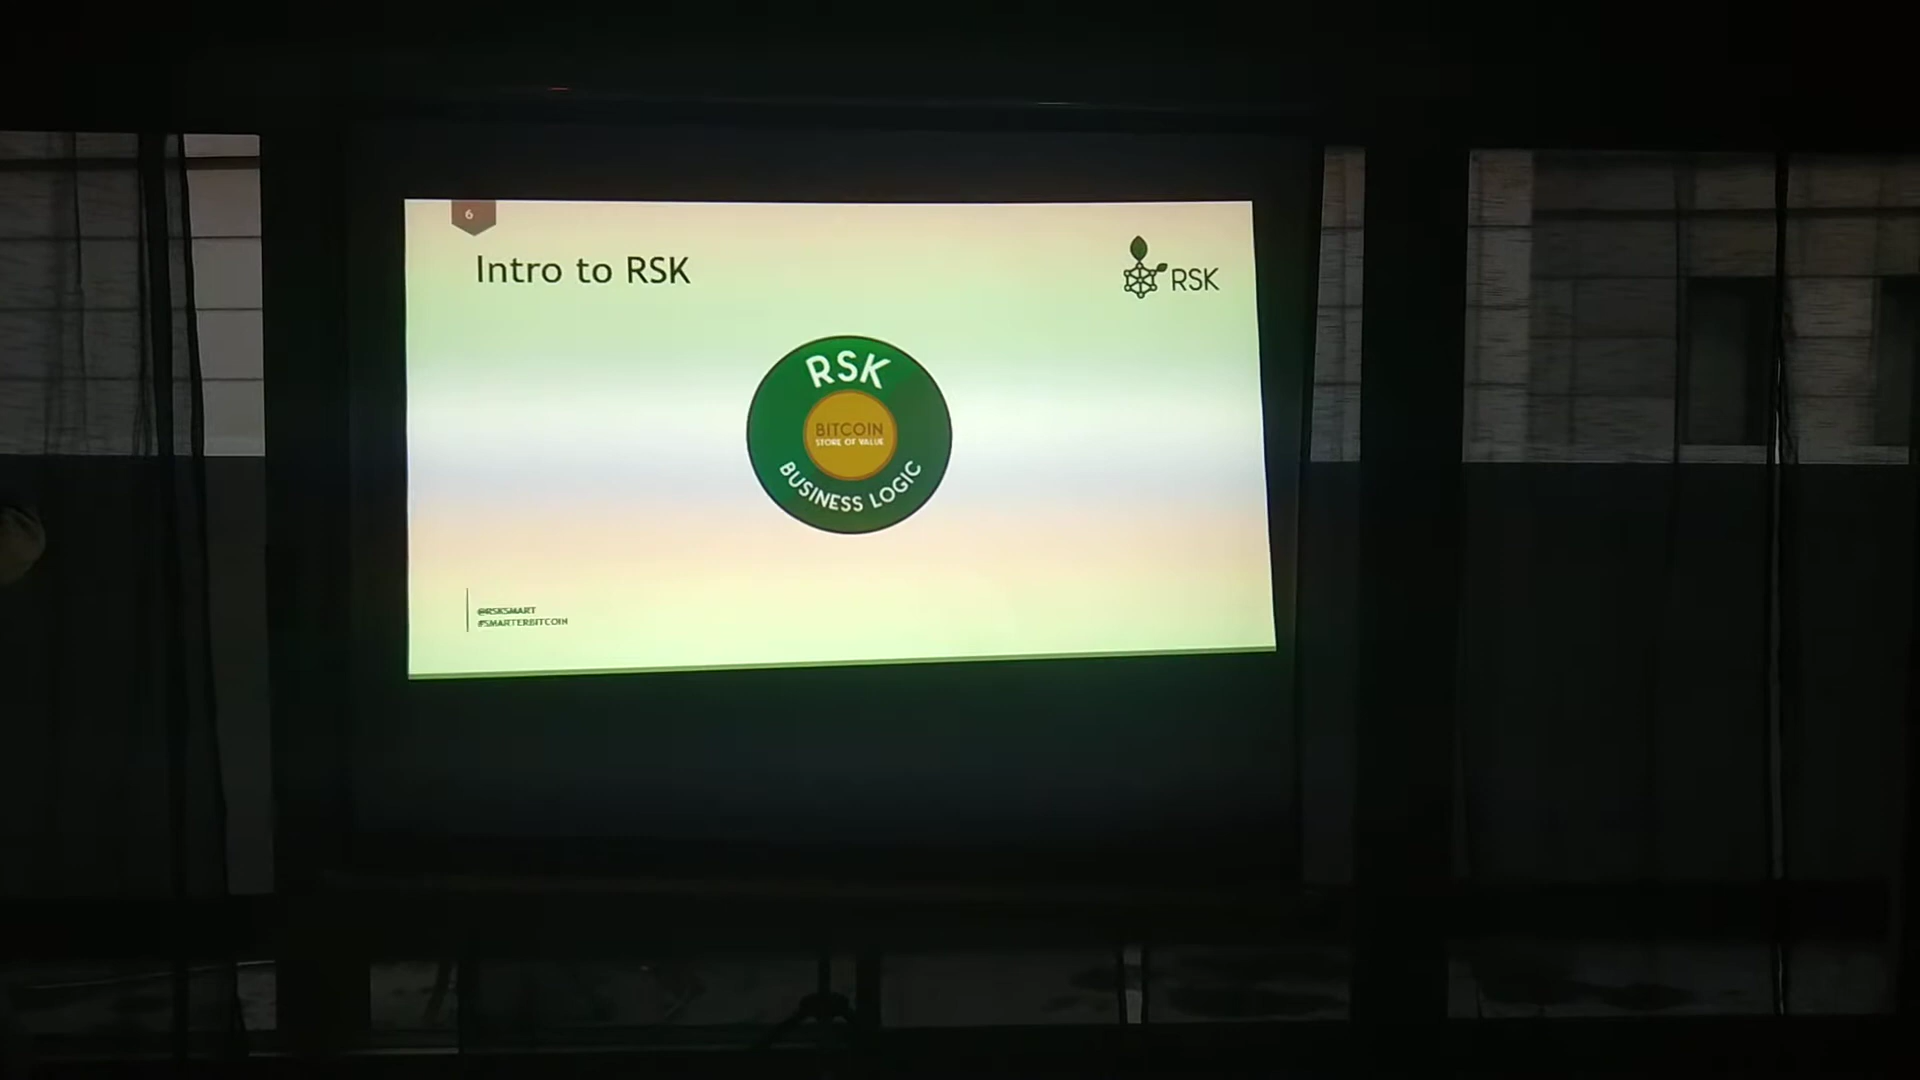 6
Intro to RSK
RSK
RSK
BITCOIN
STORE OF VALUE
BUSINESS LOGIC
@RSKSMART
#SMARTERBITCOIN